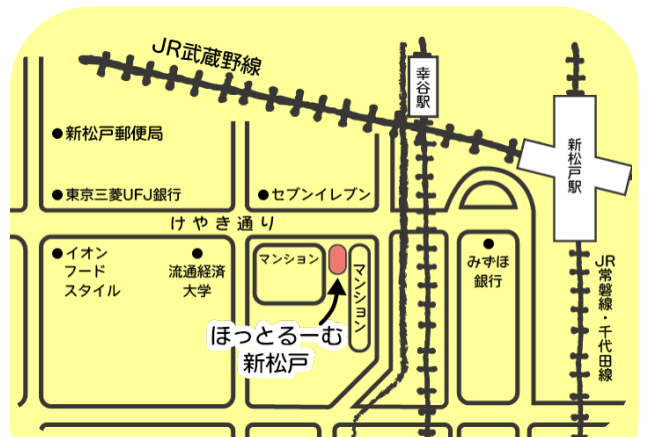 JR武蔵野線
幸谷駅
新松戸駅
●新松戸郵便局
●東京三菱UFJ銀行
●セブンイレブン
けやき通り
●イオン
フード
スタイル
●
流通経済
大学
マンション
マンション
●
みずほ
銀行
JR常磐線・千代田線
ほっとるーむ
新松戸